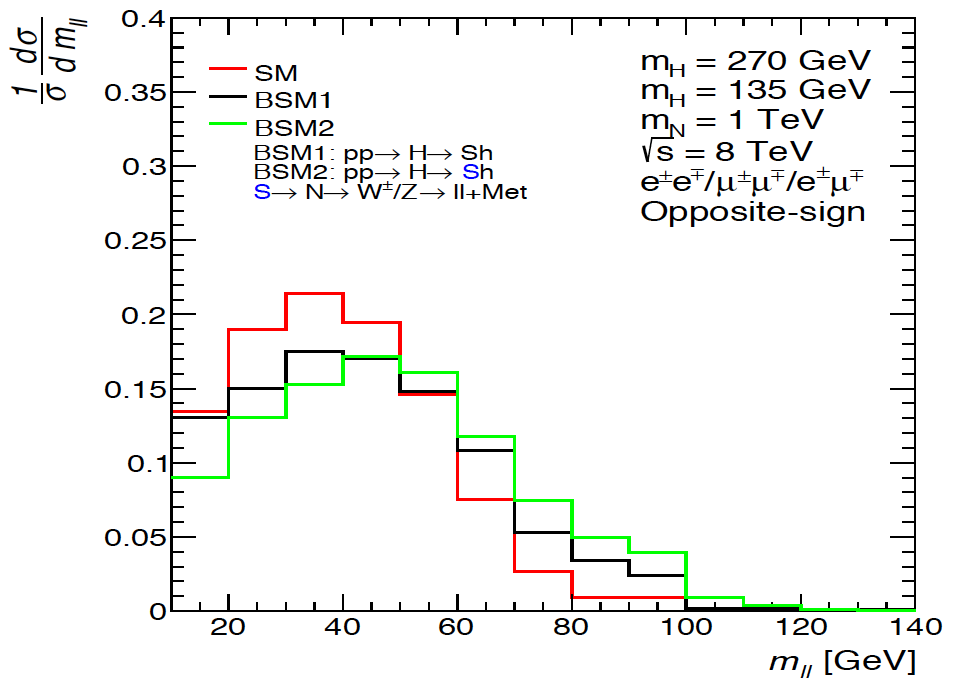 1/σ dσ/d m_ll
0.4
0.35
0.3
0.25
0.2
0.15
0.1
0.05
0
SM
BSM1
BSM2
BSM1: pp→ H→ Sh
BSM2: pp→ H→ Sh
S→ N→ W±/Z→ ll+Met
m_H = 270 GeV
m_H = 135 GeV
m_N = 1 TeV
√s = 8 TeV
e±e∓/μ±μ∓/e±μ∓
Opposite-sign
20 40 60 80 100 120 140
m_ll [GeV]